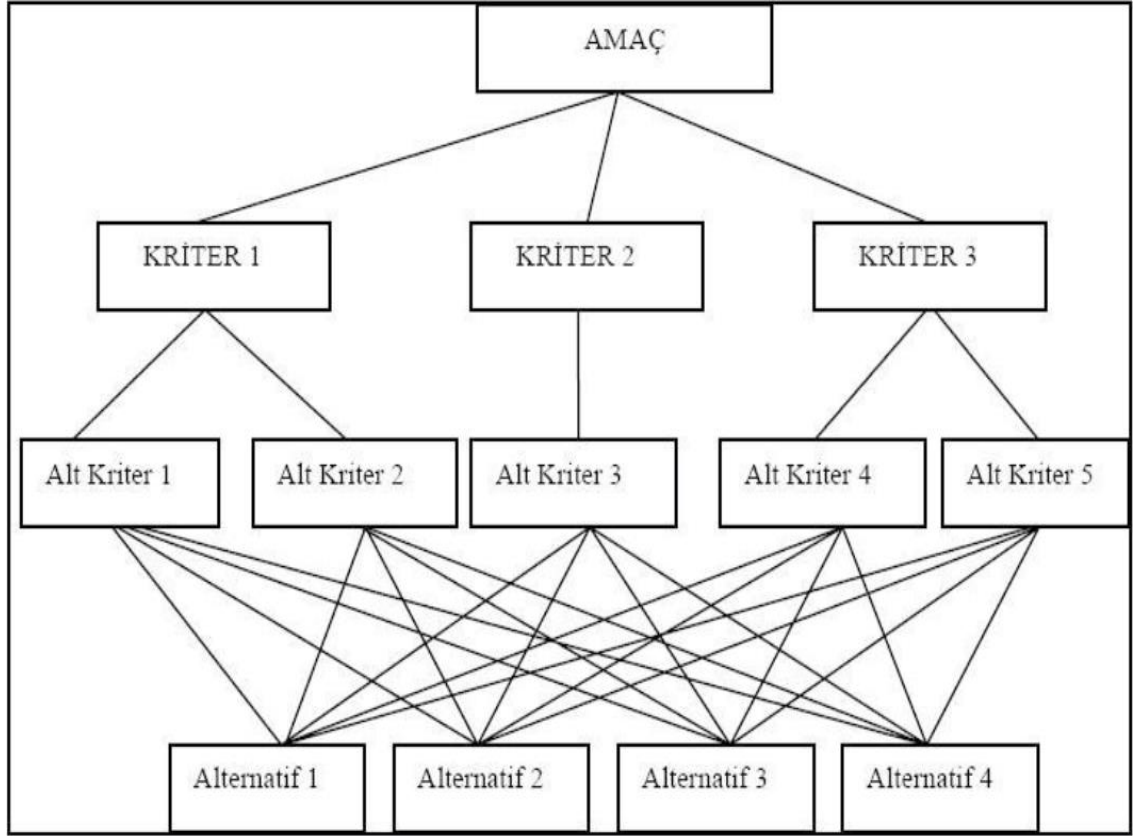 AMAÇ
KRİTER 1
KRİTER 2
KRİTER 3
Alt Kriter 1
Alt Kriter 2
Alt Kriter 3
Alt Kriter 4
Alt Kriter 5
Alternatif 1
Alternatif 2
Alternatif 3
Alternatif 4